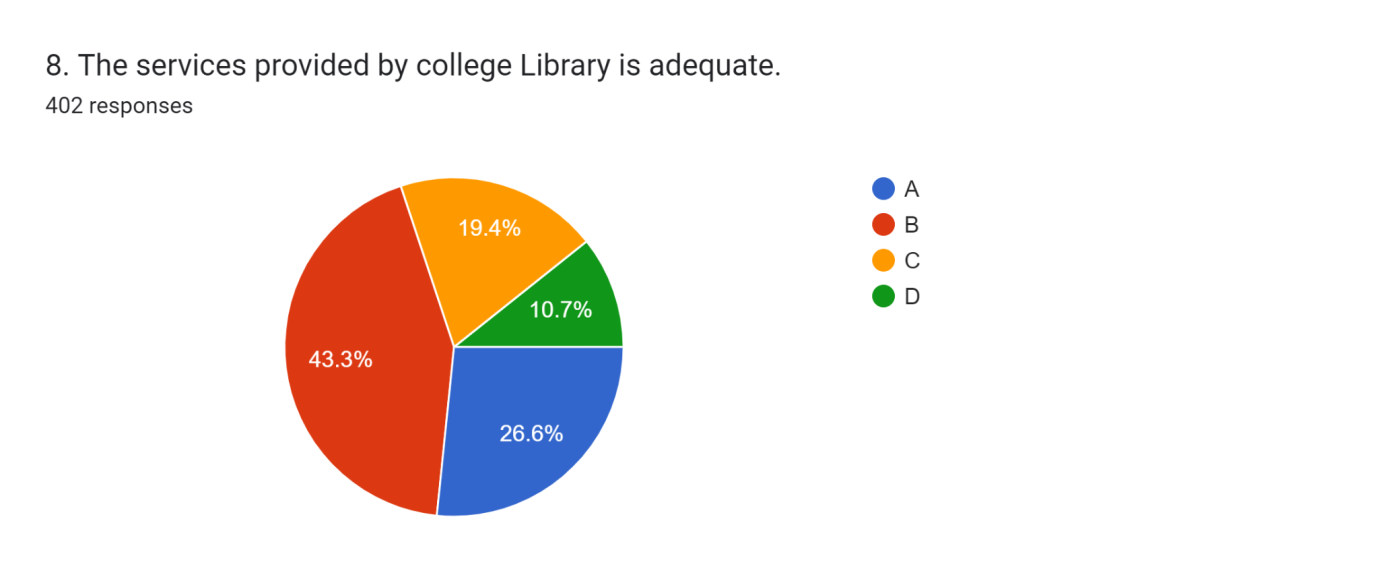 8. The services provided by college Library is adequate.
402 responses
19.4%
10.7%
43.3%
26.6%
A
B
C
D